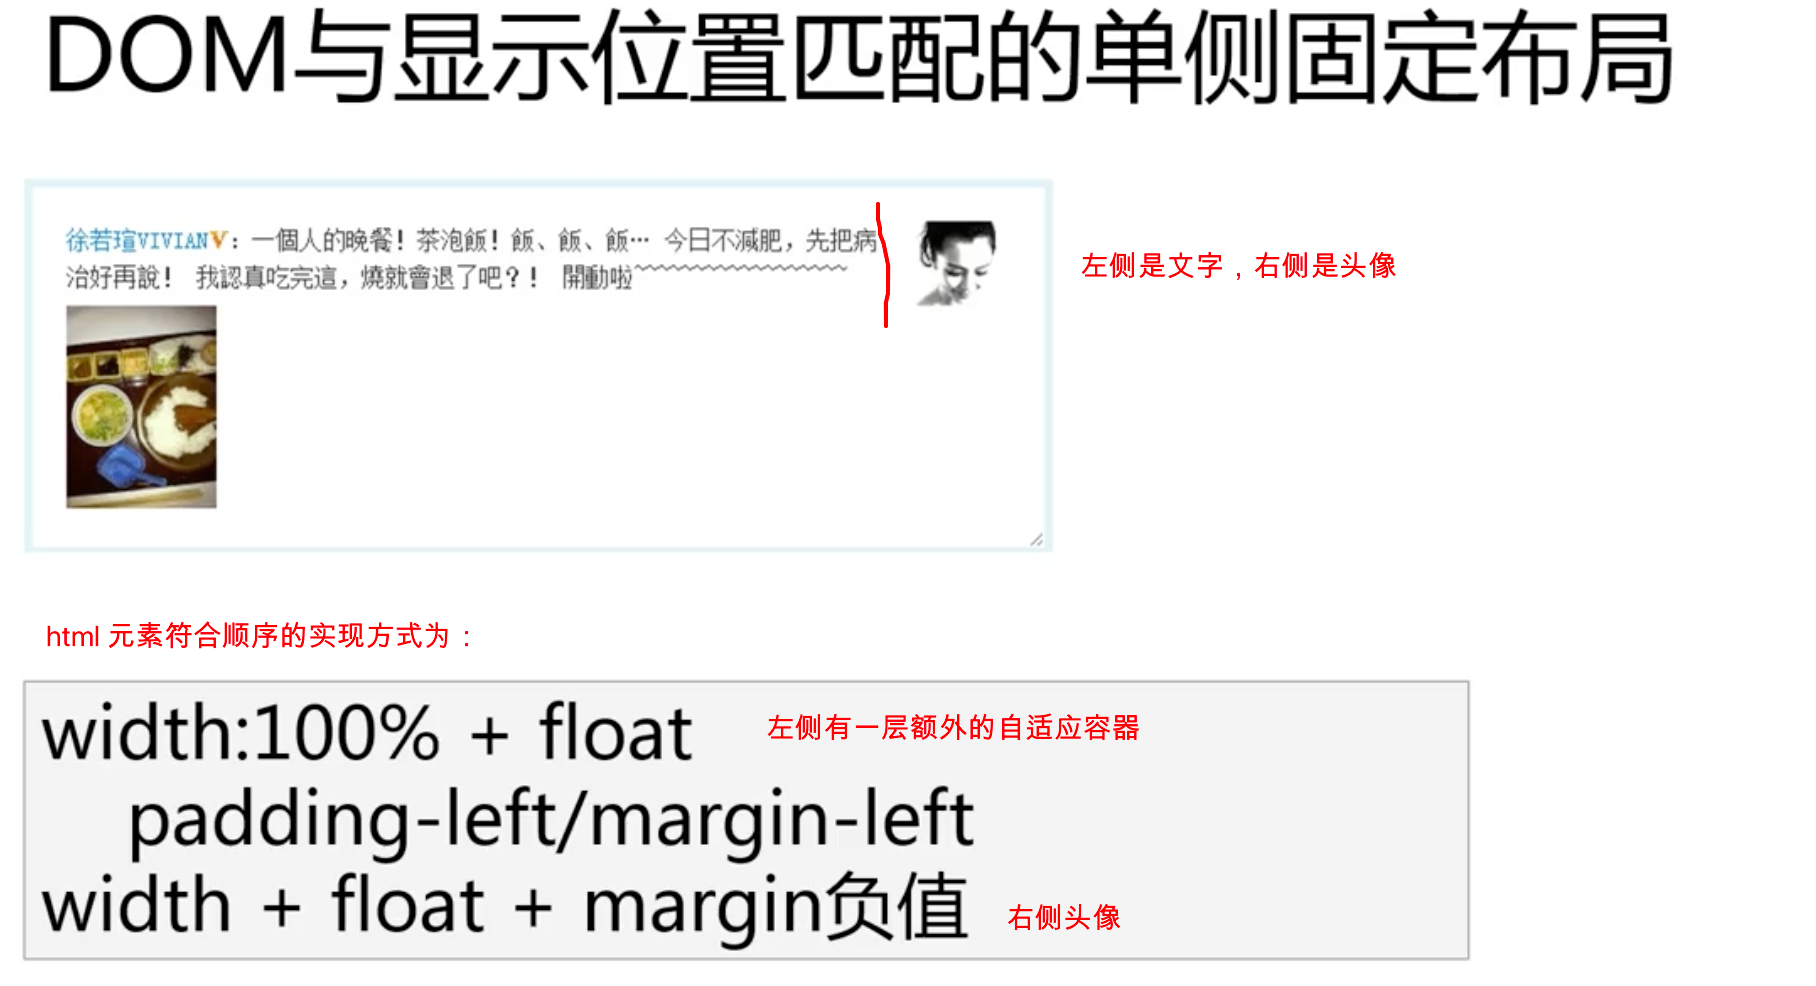 DOM与显示位置匹配的单侧固定布局
徐若瑄VIVIANV：一個人的晚餐！茶泡飯！飯、飯、飯… 今日不減肥，先把病
治好再說！ 我認真吃完這，燒就會退了吧？！ 開動啦~~~~~~~~~~~~~~~~~~
左侧是文字，右侧是头像
html 元素符合顺序的实现方式为：
width:100% + float 左侧有一层额外的自适应容器
padding-left/margin-left
width + float + margin负值 右侧头像